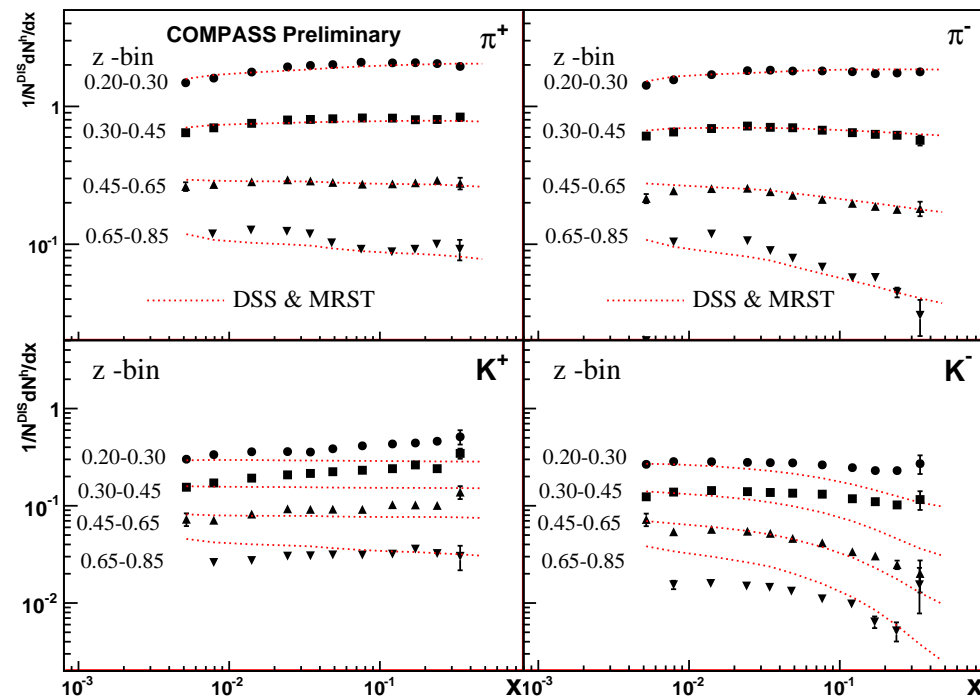 COMPASS Preliminary
π+
1/N^DIS dN^h/dx
z -bin
0.20-0.30
1
0.30-0.45
0.45-0.65
10^-1
0.65-0.85
DSS & MRST
π-
z -bin
0.20-0.30
0.30-0.45
0.45-0.65
0.65-0.85
DSS & MRST
K+
1/N^DIS dN^h/dx
z -bin
1
0.20-0.30
0.30-0.45
10^-1
0.45-0.65
0.65-0.85
10^-2
K-
z -bin
0.20-0.30
0.30-0.45
0.45-0.65
0.65-0.85
10^-3 10^-2 10^-1 x
10^-3 10^-2 10^-1 x